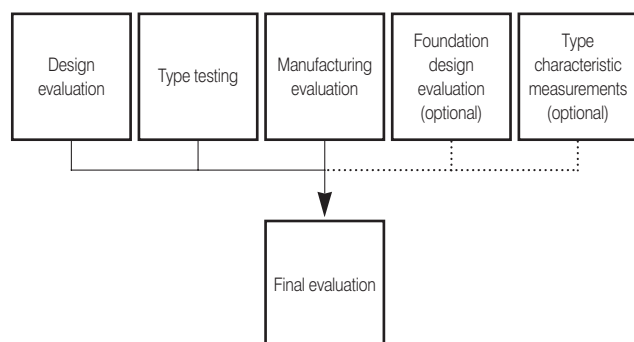 Design
evaluation
Type testing
Manufacturing
evaluation
Foundation
design
evaluation
(optional)
Type
characteristic
measurements
(optional)
Final evaluation